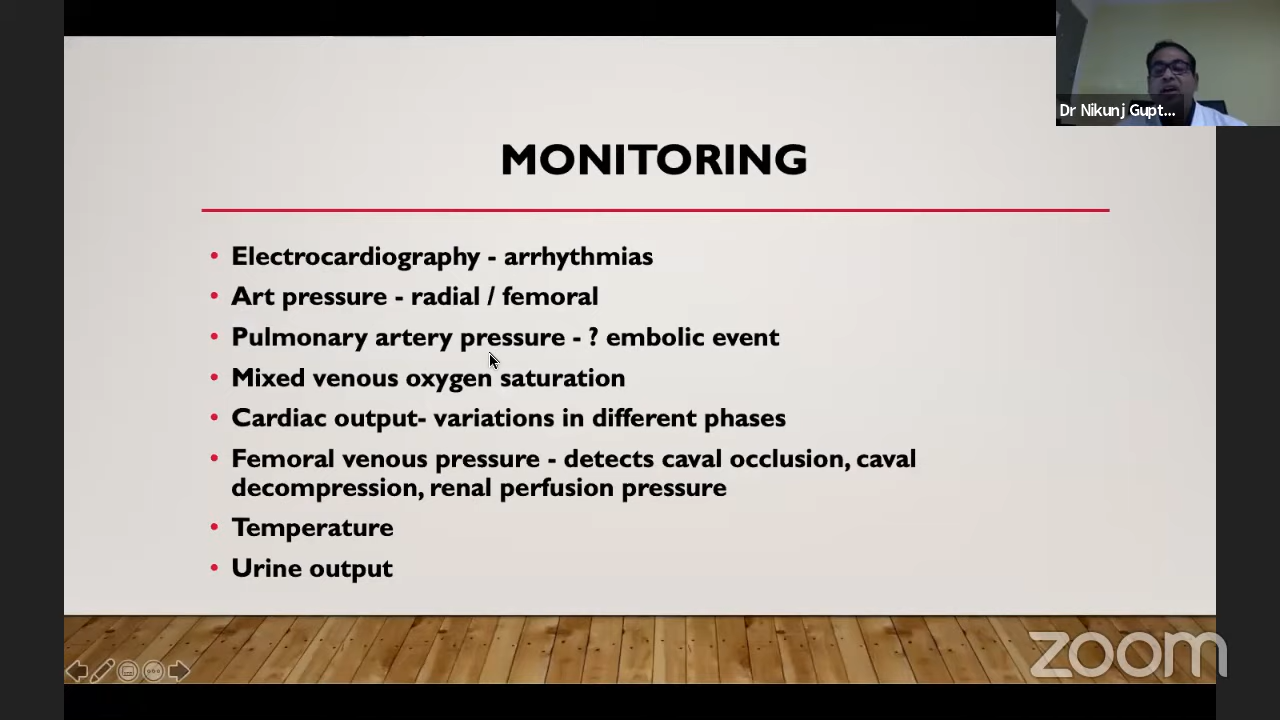 Dr Nikunj Gupt...
MONITORING
• Electrocardiography - arrhythmias
• Art pressure - radial / femoral
• Pulmonary artery pressure - ? embolic event
• Mixed venous oxygen saturation
• Cardiac output- variations in different phases
• Femoral venous pressure - detects caval occlusion, caval
decompression, renal perfusion pressure
• Temperature
• Urine output
zoom